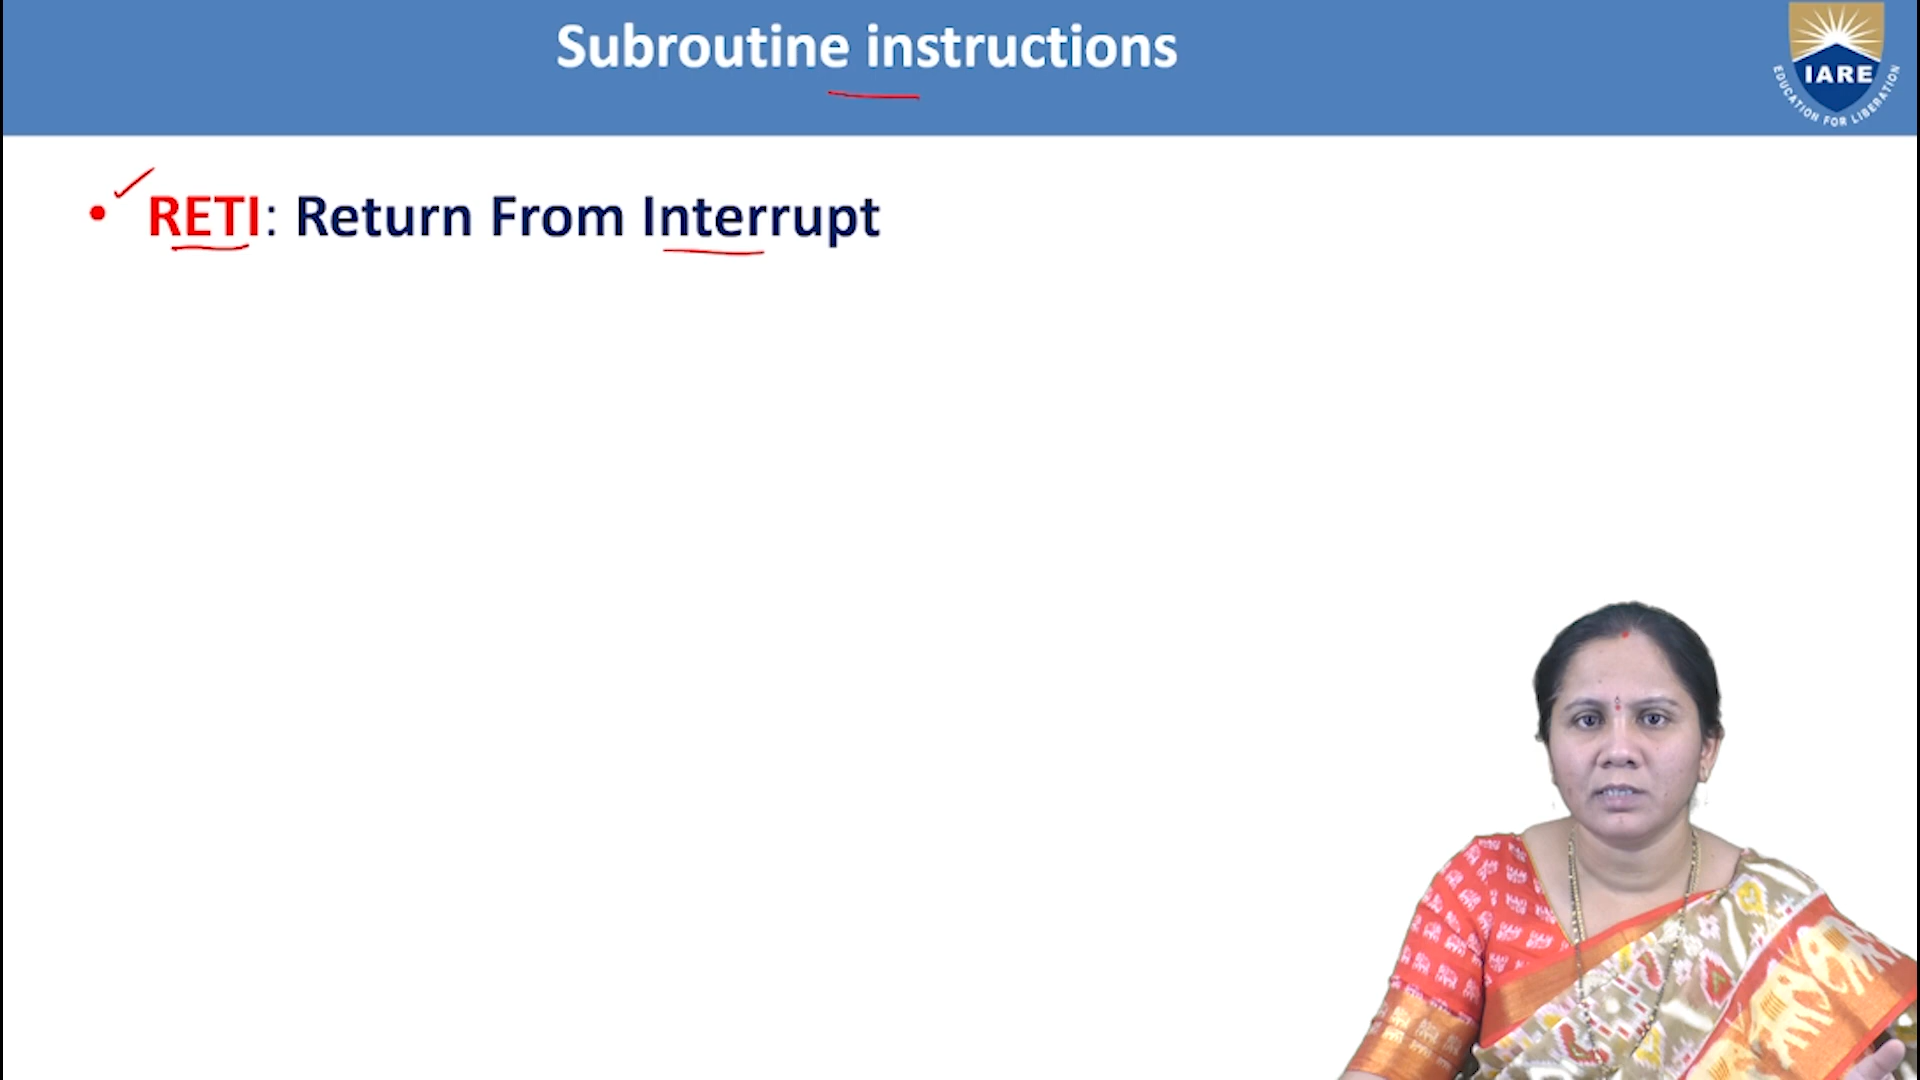 Subroutine instructions
IARE
EDUCATION FOR LIBERATION
• RETI: Return From Interrupt